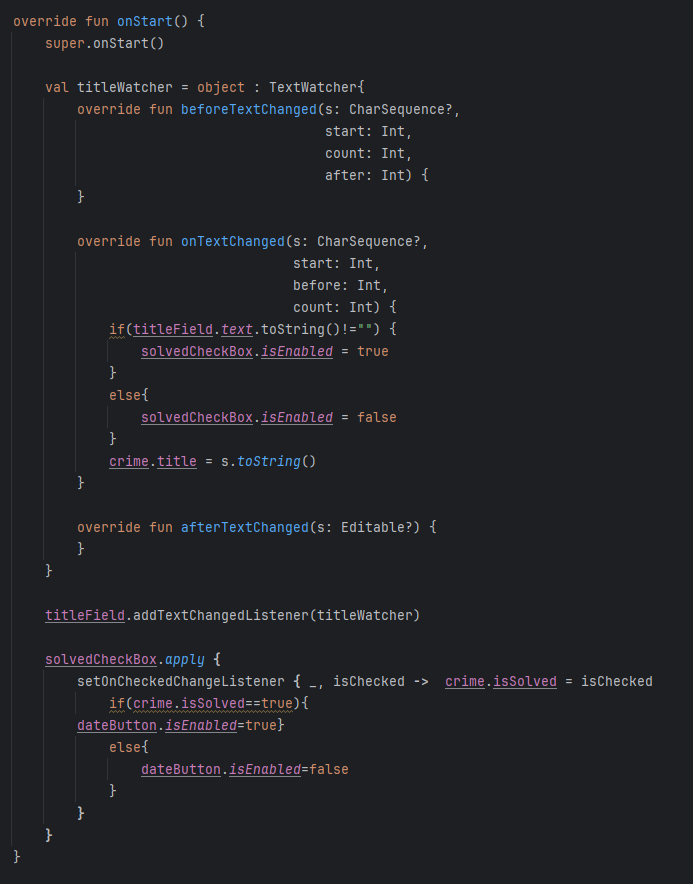 override fun onStart() {
    super.onStart()

    val titleWatcher = object : TextWatcher{
        override fun beforeTextChanged(s: CharSequence?,
                                       start: Int,
                                       count: Int,
                                       after: Int) {
        }

        override fun onTextChanged(s: CharSequence?,
                                   start: Int,
                                   before: Int,
                                   count: Int) {
            if(titleField.text.toString()!="") {
                solvedCheckBox.isEnabled = true
            }
            else{
                solvedCheckBox.isEnabled = false
            }
            crime.title = s.toString()
        }

        override fun afterTextChanged(s: Editable?) {
        }
    }

    titleField.addTextChangedListener(titleWatcher)

    solvedCheckBox.apply {
        setOnCheckedChangeListener { _, isChecked ->  crime.isSolved = isChecked
            if(crime.isSolved==true){
        dateButton.isEnabled=true}
            else{
                dateButton.isEnabled=false
            }
        }
    }
}